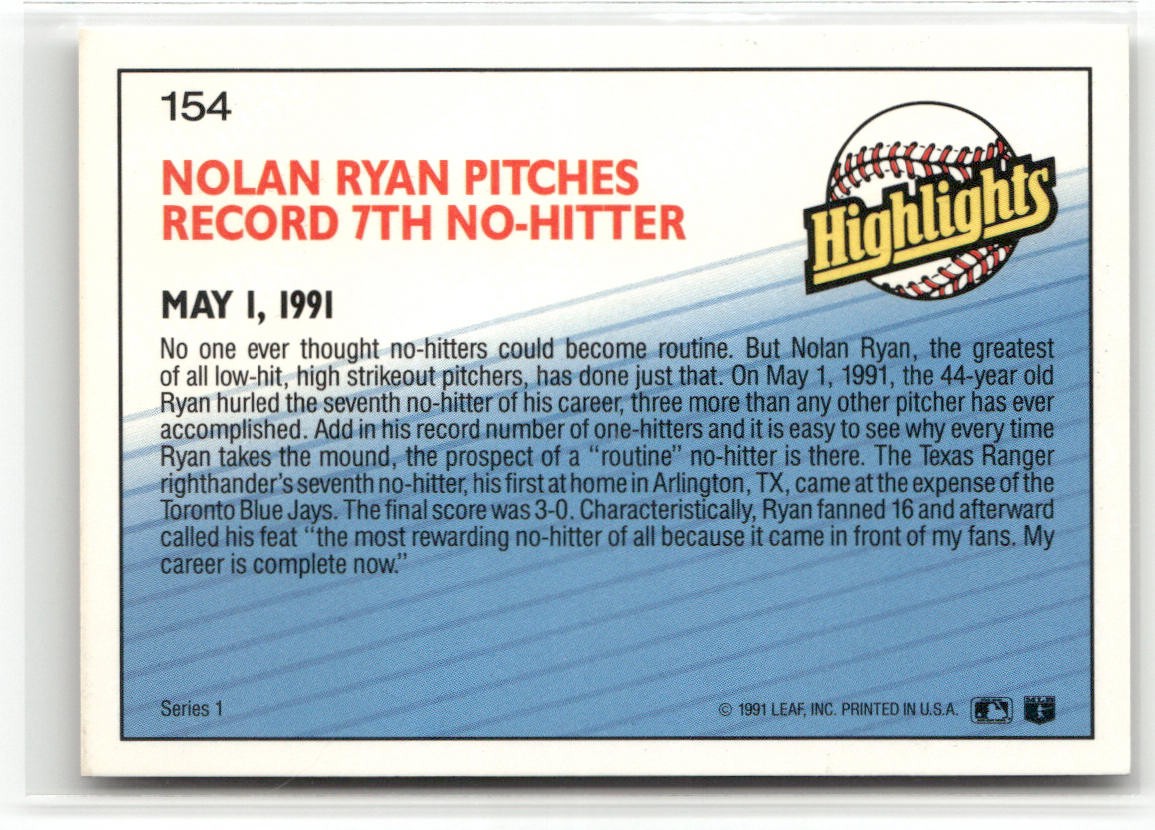 154
NOLAN RYAN PITCHES
RECORD 7TH NO-HITTER
Highlights
MAY 1, 1991
No one ever thought no-hitters could become routine. But Nolan Ryan, the greatest
of all low-hit, high strikeout pitchers, has done just that. On May 1, 1991, the 44-year old
Ryan hurled the seventh no-hitter of his career, three more than any other pitcher has ever
accomplished. Add in his record number of one-hitters and it is easy to see why every time
Ryan takes the mound, the prospect of a “routine” no-hitter is there. The Texas Ranger
righthander’s seventh no-hitter, his first at home in Arlington, TX, came at the expense of the
Toronto Blue Jays. The final score was 3-0. Characteristically, Ryan fanned 16 and afterward
called his feat “the most rewarding no-hitter of all because it came in front of my fans. My
career is complete now.”
Series 1
© 1991 LEAF, INC. PRINTED IN U.S.A.
MLB